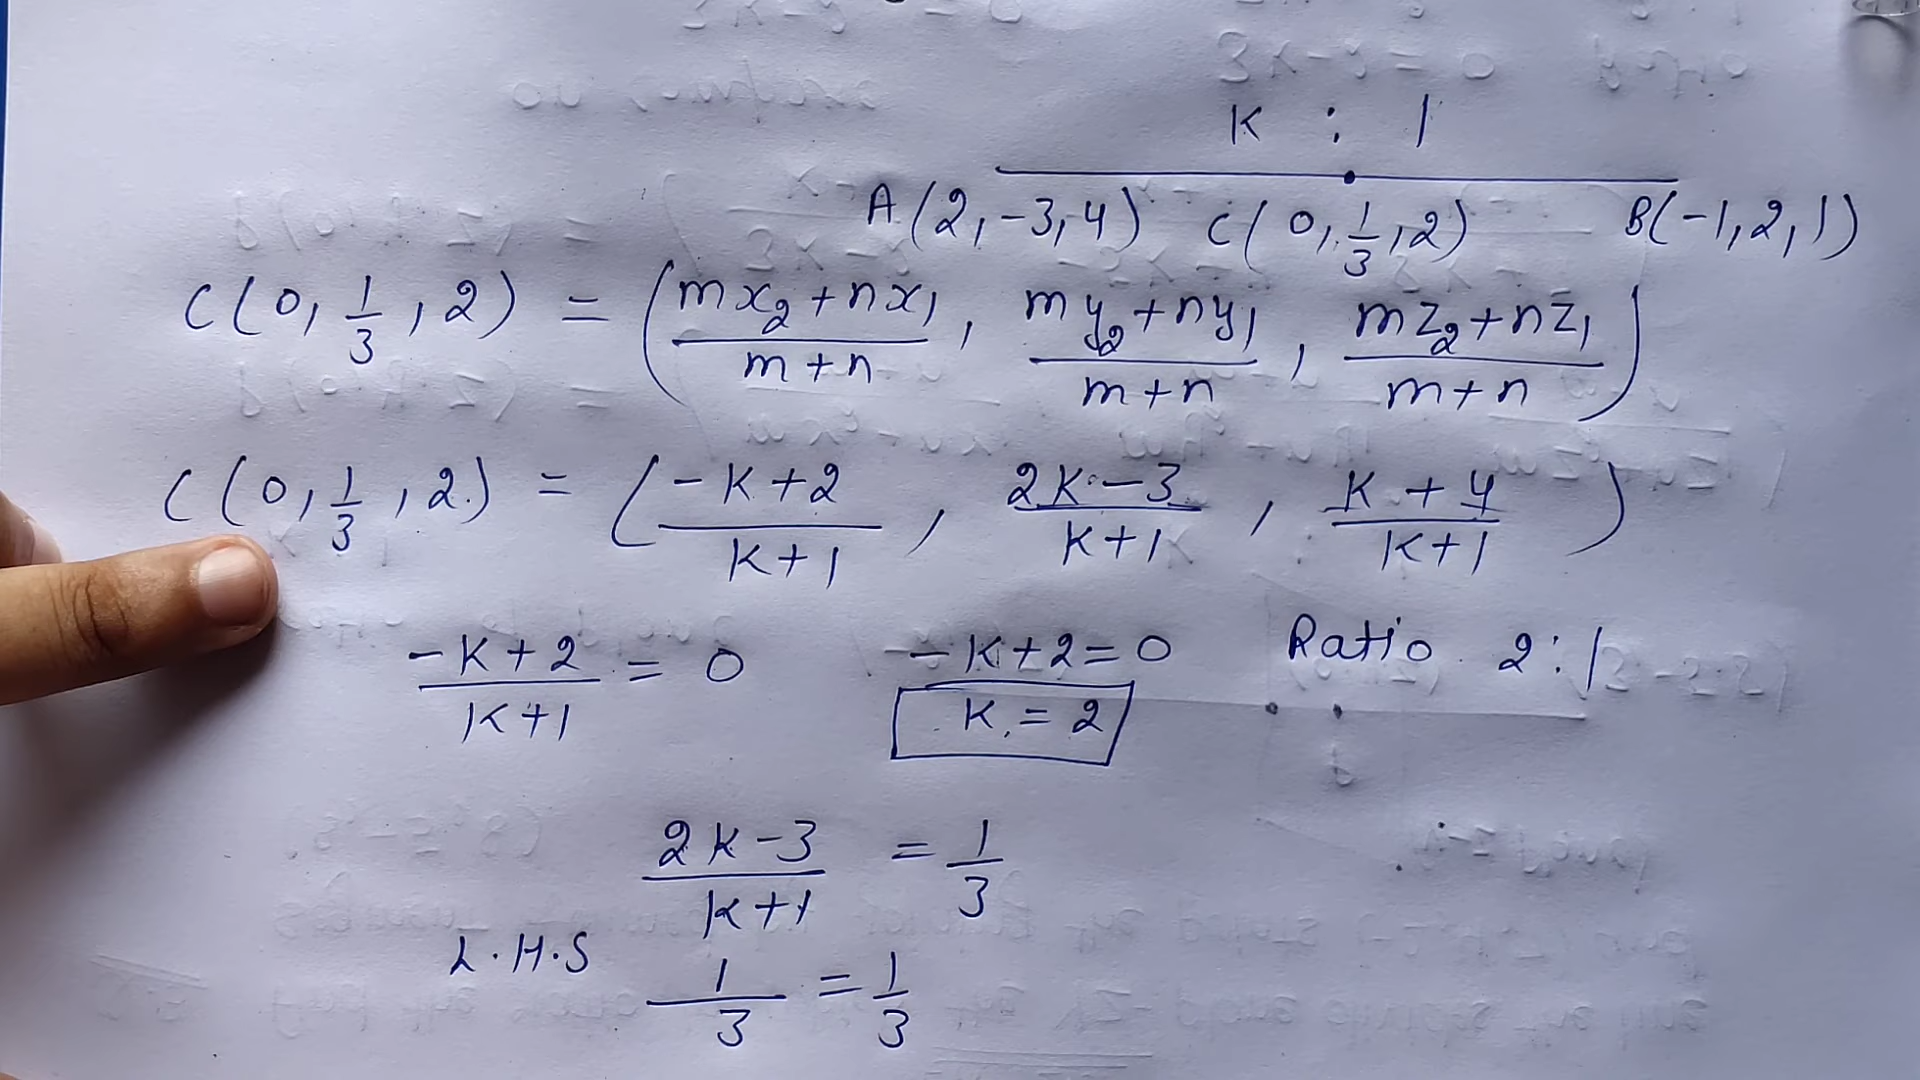 K : 1
A(2,-3,4) C(0,1/3,2) B(-1,2,1)
C(0, 1/3, 2) = (mx₂+nx₁/m+n, my₂+ny₁/m+n, mz₂+nz₁/m+n)
C(0, 1/3, 2) = (-K+2/K+1, 2K-3/K+1, K+4/K+1)
-K+2/K+1 = 0 -K+2=0 Ratio 2:1
K=2
2K-3/K+1 = 1/3
L.H.S 1/3 = 1/3